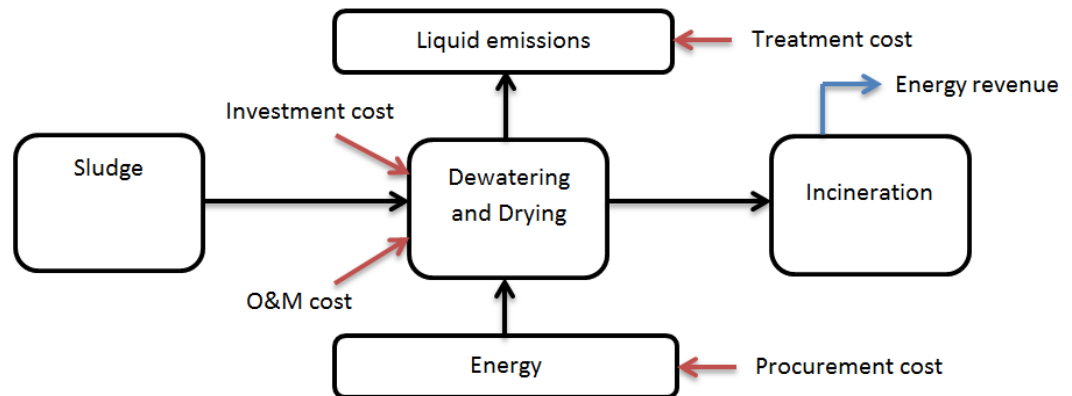 Liquid emissions
Treatment cost
Energy revenue
Investment cost
Sludge
Dewatering
and Drying
Incineration
O&M cost
Energy
Procurement cost